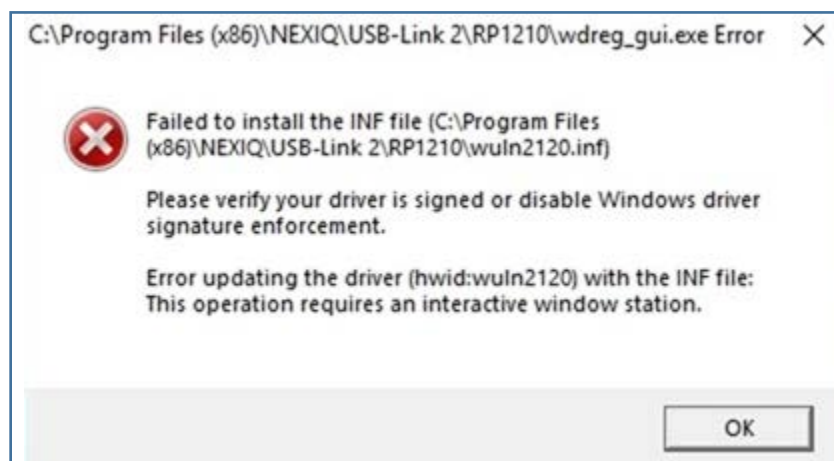 C:\Program Files (x86)\NEXIQ\USB-Link 2\RP1210\wdreg_gui.exe Error
Failed to install the INF file (C:\Program Files
(x86)\NEXIQ\USB-Link 2\RP1210\wuln2120.inf)
Please verify your driver is signed or disable Windows driver
signature enforcement.
Error updating the driver (hwid:wuln2120) with the INF file:
This operation requires an interactive window station.
OK